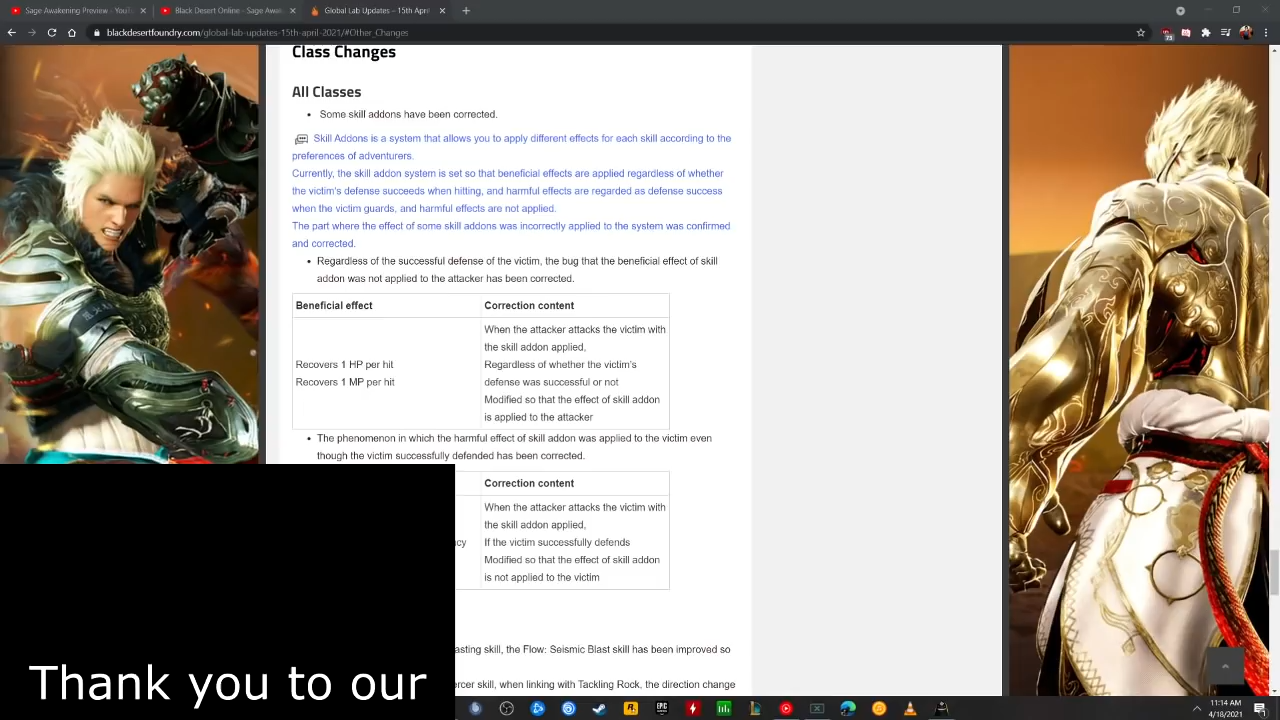 Sage Awakening Preview - You
Black Desert Online - Sage Awak
Global Lab Updates – 15th April
blackdesertfoundry.com/global-lab-updates-15th-april-2021/#Other_Changes
Class Changes
All Classes
• Some skill addons have been corrected.
Skill Addons is a system that allows you to apply different effects for each skill according to the
preferences of adventurers.
Currently, the skill addon system is set so that beneficial effects are applied regardless of whether
the victim's defense succeeds when hitting, and harmful effects are regarded as defense success
when the victim guards, and harmful effects are not applied.
The part where the effect of some skill addons was incorrectly applied to the system was confirmed
and corrected.
• Regardless of the successful defense of the victim, the bug that the beneficial effect of skill
addon was not applied to the attacker has been corrected.
Beneficial effect
Correction content
Recovers 1 HP per hit
Recovers 1 MP per hit
When the attacker attacks the victim with
the skill addon applied,
Regardless of whether the victim's
defense was successful or not
Modified so that the effect of skill addon
is applied to the attacker
• The phenomenon in which the harmful effect of skill addon was applied to the victim even
though the victim successfully defended has been corrected.
Correction content
ncy
When the attacker attacks the victim with
the skill addon applied,
If the victim successfully defends
Modified so that the effect of skill addon
is not applied to the victim
asting skill, the Flow: Seismic Blast skill has been improved so
ercer skill, when linking with Tackling Rock, the direction change
Thank you to our
11:14 AM
4/18/2021